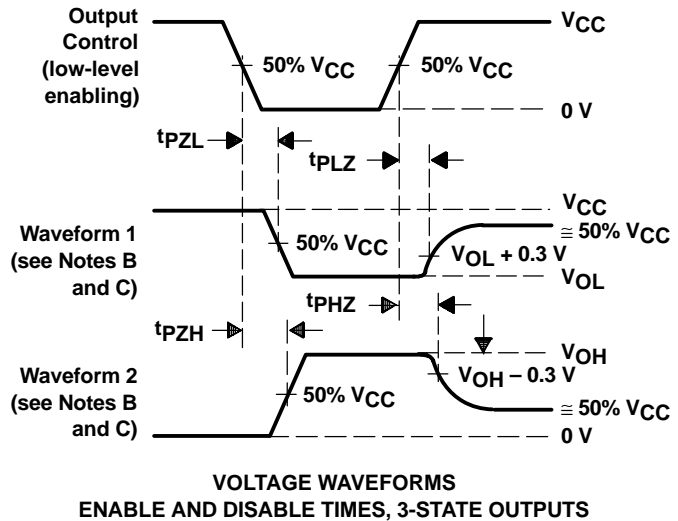 Output
Control
(low-level
enabling)
VCC
50% VCC
50% VCC
0 V
tPZL
tPLZ
VCC
Waveform 1
(see Notes B
and C)
50% VCC
≅ 50% VCC
VOL + 0.3 V
VOL
tPHZ
tPZH
VOH
Waveform 2
(see Notes B
and C)
50% VCC
VOH – 0.3 V
≅ 50% VCC
0 V
VOLTAGE WAVEFORMS
ENABLE AND DISABLE TIMES, 3-STATE OUTPUTS